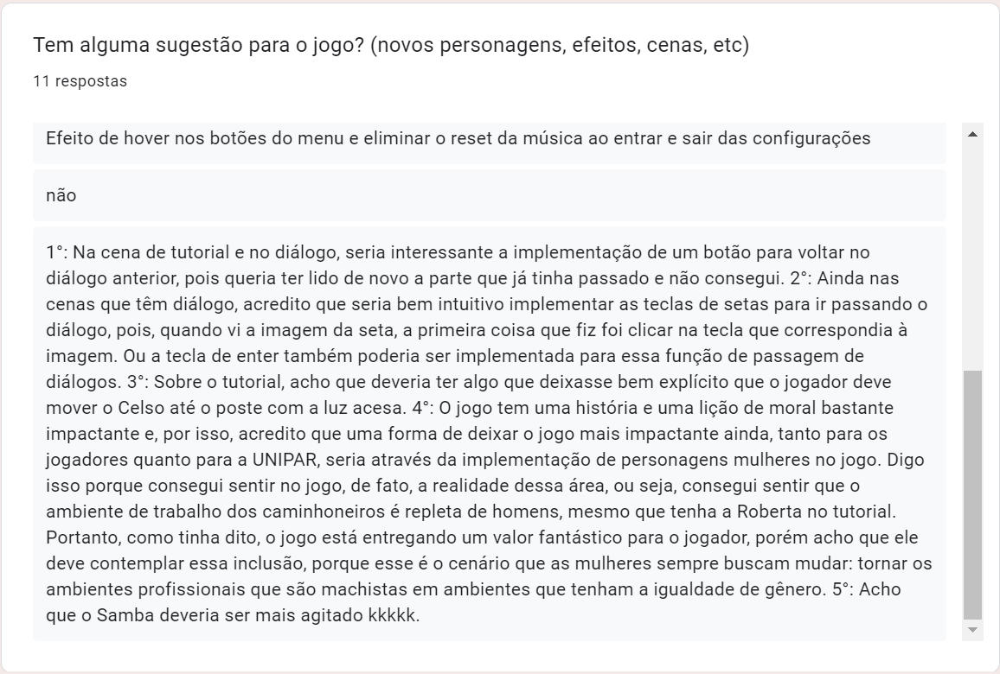 Tem alguma sugestão para o jogo? (novos personagens, efeitos, cenas, etc)
11 respostas
Efeito de hover nos botões do menu e eliminar o reset da música ao entrar e sair das configurações
não
1°: Na cena de tutorial e no diálogo, seria interessante a implementação de um botão para voltar no
diálogo anterior, pois queria ter lido de novo a parte que já tinha passado e não consegui. 2°: Ainda nas
cenas que têm diálogo, acredito que seria bem intuitivo implementar as teclas de setas para ir passando o
diálogo, pois, quando vi a imagem da seta, a primeira coisa que fiz foi clicar na tecla que correspondia à
imagem. Ou a tecla de enter também poderia ser implementada para essa função de passagem de
diálogos. 3°: Sobre o tutorial, acho que deveria ter algo que deixasse bem explícito que o jogador deve
mover o Celso até o poste com a luz acesa. 4°: O jogo tem uma história e uma lição de moral bastante
impactante e, por isso, acredito que uma forma de deixar o jogo mais impactante ainda, tanto para os
jogadores quanto para a UNIPAR, seria através da implementação de personagens mulheres no jogo. Digo
isso porque consegui sentir no jogo, de fato, a realidade dessa área, ou seja, consegui sentir que o
ambiente de trabalho dos caminhoneiros é repleta de homens, mesmo que tenha a Roberta no tutorial.
Portanto, como tinha dito, o jogo está entregando um valor fantástico para o jogador, porém acho que ele
deve contemplar essa inclusão, porque esse é o cenário que as mulheres sempre buscam mudar: tornar os
ambientes profissionais que são machistas em ambientes que tenham a igualdade de gênero. 5°: Acho
que o Samba deveria ser mais agitado kkkkk.